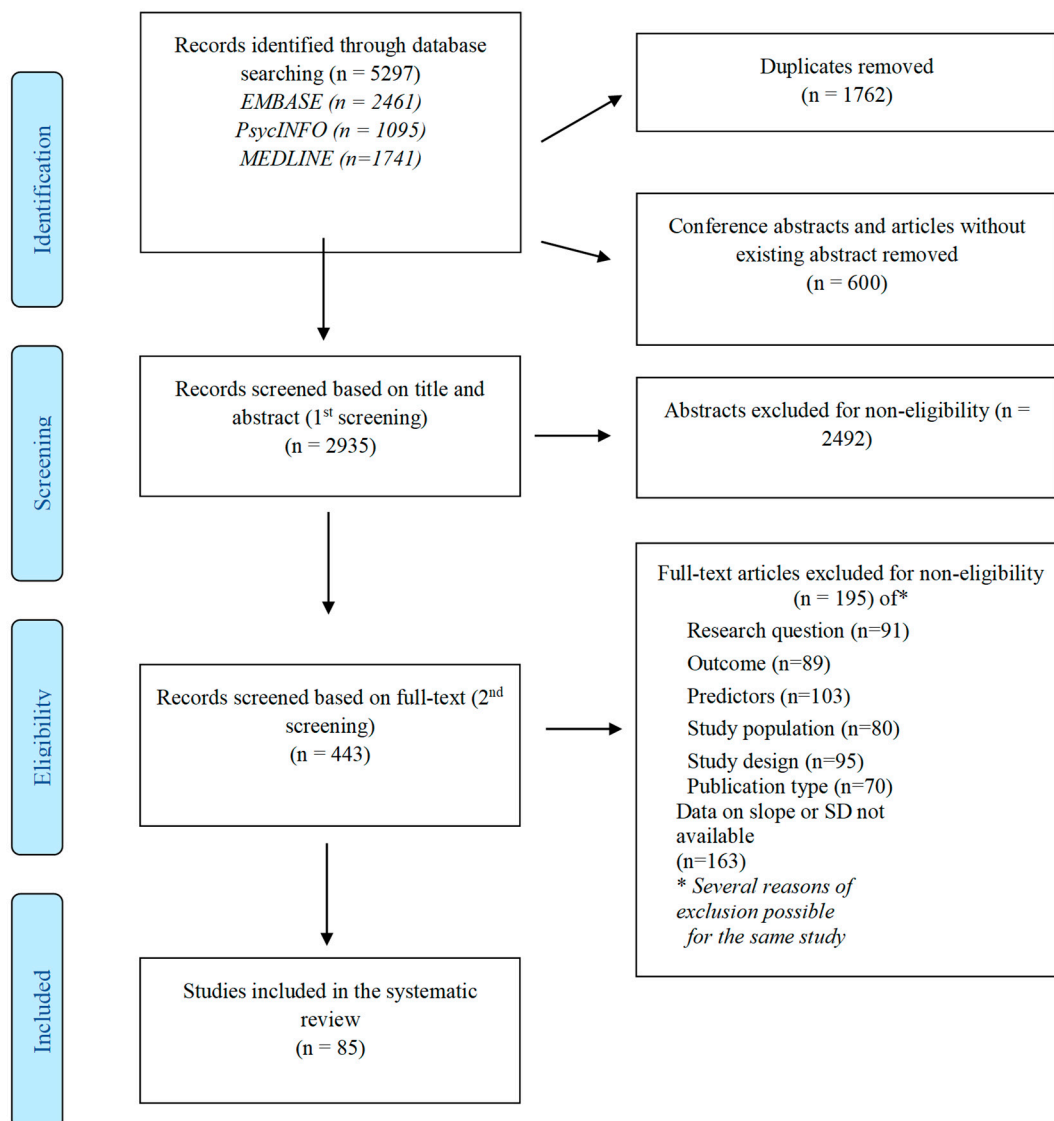 Identification
Records identified through database
searching (n = 5297)
EMBASE (n = 2461)
PsycINFO (n = 1095)
MEDLINE (n=1741)
Duplicates removed
(n = 1762)
Conference abstracts and articles without
existing abstract removed
(n = 600)
Screening
Records screened based on title and
abstract (1st screening)
(n = 2935)
Abstracts excluded for non-eligibility (n =
2492)
Eligibility
Records screened based on full-text (2nd
screening)
n = 443)
Full-text articles excluded for non-eligibility
(n = 195) of*
Research question (n=91)
Outcome (n=89)
Predictors (n=103)
Study population (n=80)
Study design (n=95)
Publication type (n=70)
Data on slope or SD not
available
(n=163)
* Several reasons of
exclusion possible
for the same study
Included
Studies included in the systematic
review
(n = 85)